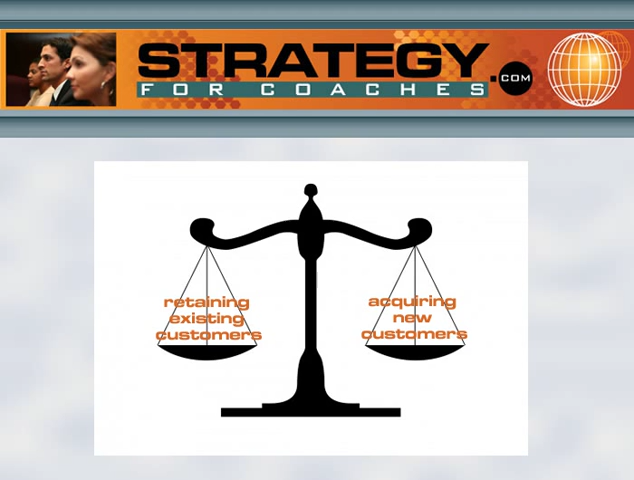 STRATEGY.COM
FOR COACHES
retaining
existing
customers
acquiring
new
customers